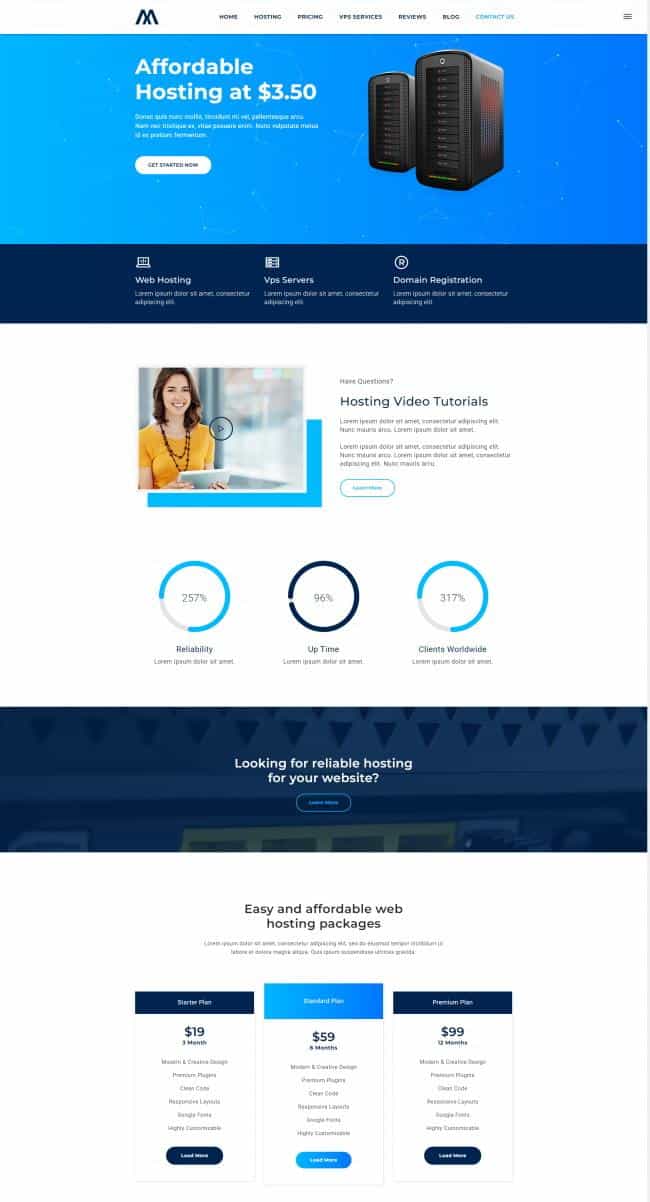 HOME HOSTING PRICING VPS SERVICES REVIEWS BLOG CONTACT US
Affordable
Hosting at $3.50
Donec quis nunc mollis, tincidunt mi vel, pellentesque arcu.
Nam nec tristique ex, vitae posuere enim. Nunc vulputate metus
id ex pretium fermentum.
GET STARTED NOW
Web Hosting
Lorem ipsum dolor sit amet, consectetur
adipiscing elit.
Vps Servers
Lorem ipsum dolor sit amet, consectetur
adipiscing elit.
R
Domain Registration
Lorem ipsum dolor sit amet, consectetur
adipiscing elit
Have Questions?
Hosting Video Tutorials
Lorem ipsum dolor sit amet, consectetur adipiscing elit.
Nunc mauris arcu. Lorem ipsum dolor sit amet.
Lorem ipsum dolor sit amet, consectetur adipiscing elit.
Nunc mauris arcu. Lorem ipsum dolor sit amet, consectetur
adipiscing elit. Nunc mauris arcu.
Learn More
257%
Reliability
Lorem ipsum dolor sit amet.
96%
Up Time
Lorem ipsum dolor sit amet.
317%
Clients Worldwide
Lorem ipsum dolor sit amet.
Looking for reliable hosting
for your website?
Learn More
Easy and affordable web
hosting packages
Lorem ipsum dolor sit amet, consectetur adipiscing elit, sed do eiusmod tempor incididunt ut
labore et dolore magna aliqua. Quis ipsum suspendisse ultrices gravida.
Starter Plan
$19
3 Month
Modern & Creative Design
Premium Plugins
Clean Code
Responsive Layouts
Google Fonts
Highly Customizable
Load More
Standard Plan
$59
6 Months
Modern & Creative Design
Premium Plugins
Clean Code
Responsive Layouts
Google Fonts
Highly Customizable
Load More
Premium Plan
$99
12 Months
Modern & Creative Design
Premium Plugins
Clean Code
Responsive Layouts
Google Fonts
Highly Customizable
Load More